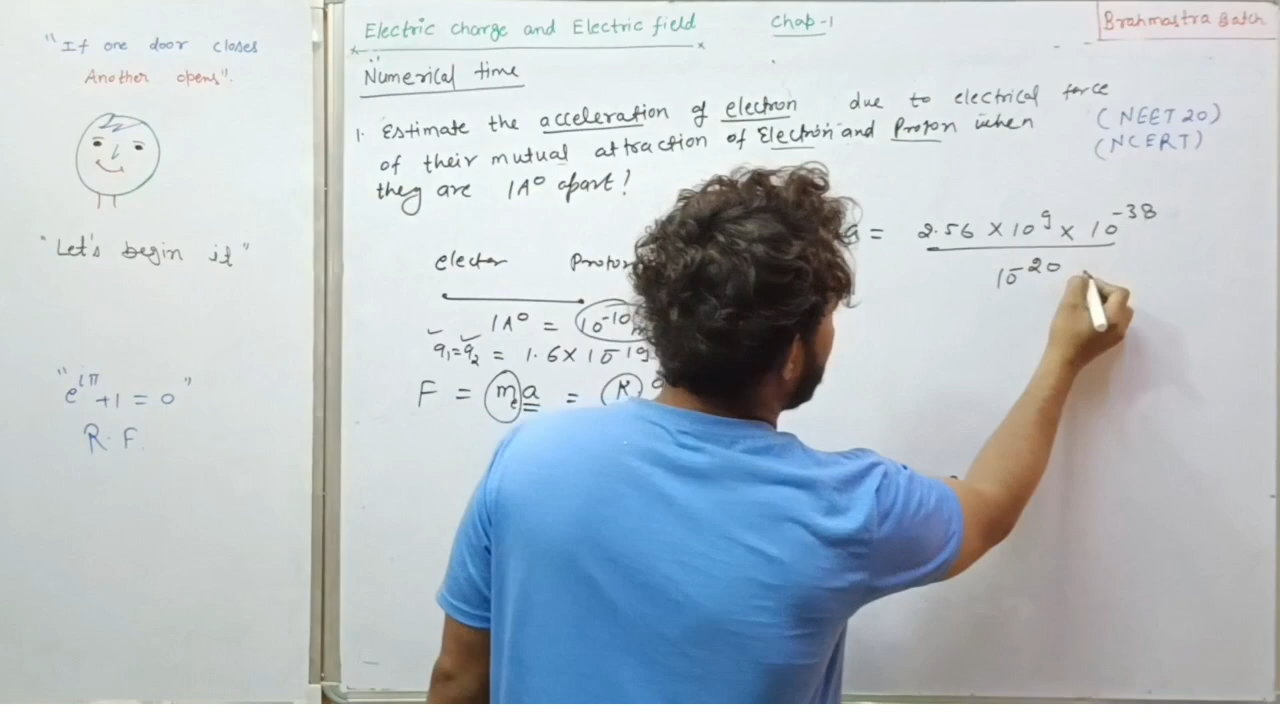 "If one door closes
Another opens".
"Let's begin it"
"e^iπ +1 = 0"
R. F.
Electric charge and Electric field Chap-1
Brahmastra Batch
Numerical time
1. Estimate the acceleration of electron due to electrical force
of their mutual attraction of Electron and Proton when
they are 1A° apart!
(NEET 20)
(NCERT)
electer Proton
1A° = 10^-10 m
q1=q2 = 1.6×10^-19
F = m_e a = K
a = 2.56 × 10^9 × 10^-38
10^-20